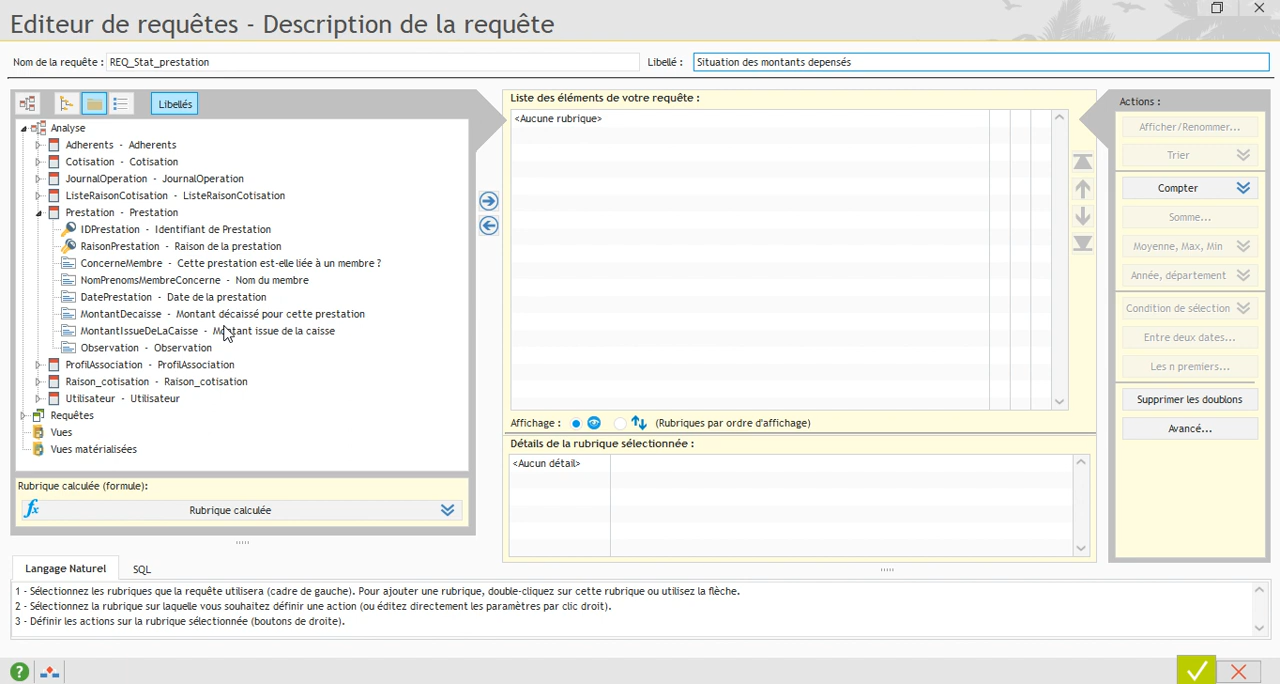 Editeur de requêtes - Description de la requête
Nom de la requête : REQ_Stat_prestation
Libellé : Situation des montants depensés
Libellés
Analyse
Adherents - Adherents
Cotisation - Cotisation
JournalOperation - JournalOperation
ListeRaisonCotisation - ListeRaisonCotisation
Prestation - Prestation
IDPrestation - Identifiant de Prestation
RaisonPrestation - Raison de la prestation
ConcerneMembre - Cette prestation est-elle liée à un membre ?
NomPrenomsMembreConcerne - Nom du membre
DatePrestation - Date de la prestation
MontantDecaisse - Montant décaissé pour cette prestation
MontantIssueDeLaCaisse - Montant issue de la caisse
Observation - Observation
ProfilAssociation - ProfilAssociation
Raison_cotisation - Raison_cotisation
Utilisateur - Utilisateur
Requêtes
Vues
Vues matérialisées
Rubrique calculée (formule):
fx Rubrique calculée
Liste des éléments de votre requête :
<Aucune rubrique>
Affichage : (Rubriques par ordre d'affichage)
Détails de la rubrique sélectionnée :
<Aucun détail>
Actions :
Afficher/Renommer...
Trier
Compter
Somme...
Moyenne, Max, Min
Année, département
Condition de sélection
Entre deux dates...
Les n premiers...
Supprimer les doublons
Avancé...
Langage Naturel
SQL
1 - Sélectionnez les rubriques que la requête utilisera (cadre de gauche). Pour ajouter une rubrique, double-cliquez sur cette rubrique ou utilisez la flèche.
2 - Sélectionnez la rubrique sur laquelle vous souhaitez définir une action (ou éditez directement les paramètres par clic droit).
3 - Définir les actions sur la rubrique sélectionnée (boutons de droite).
?